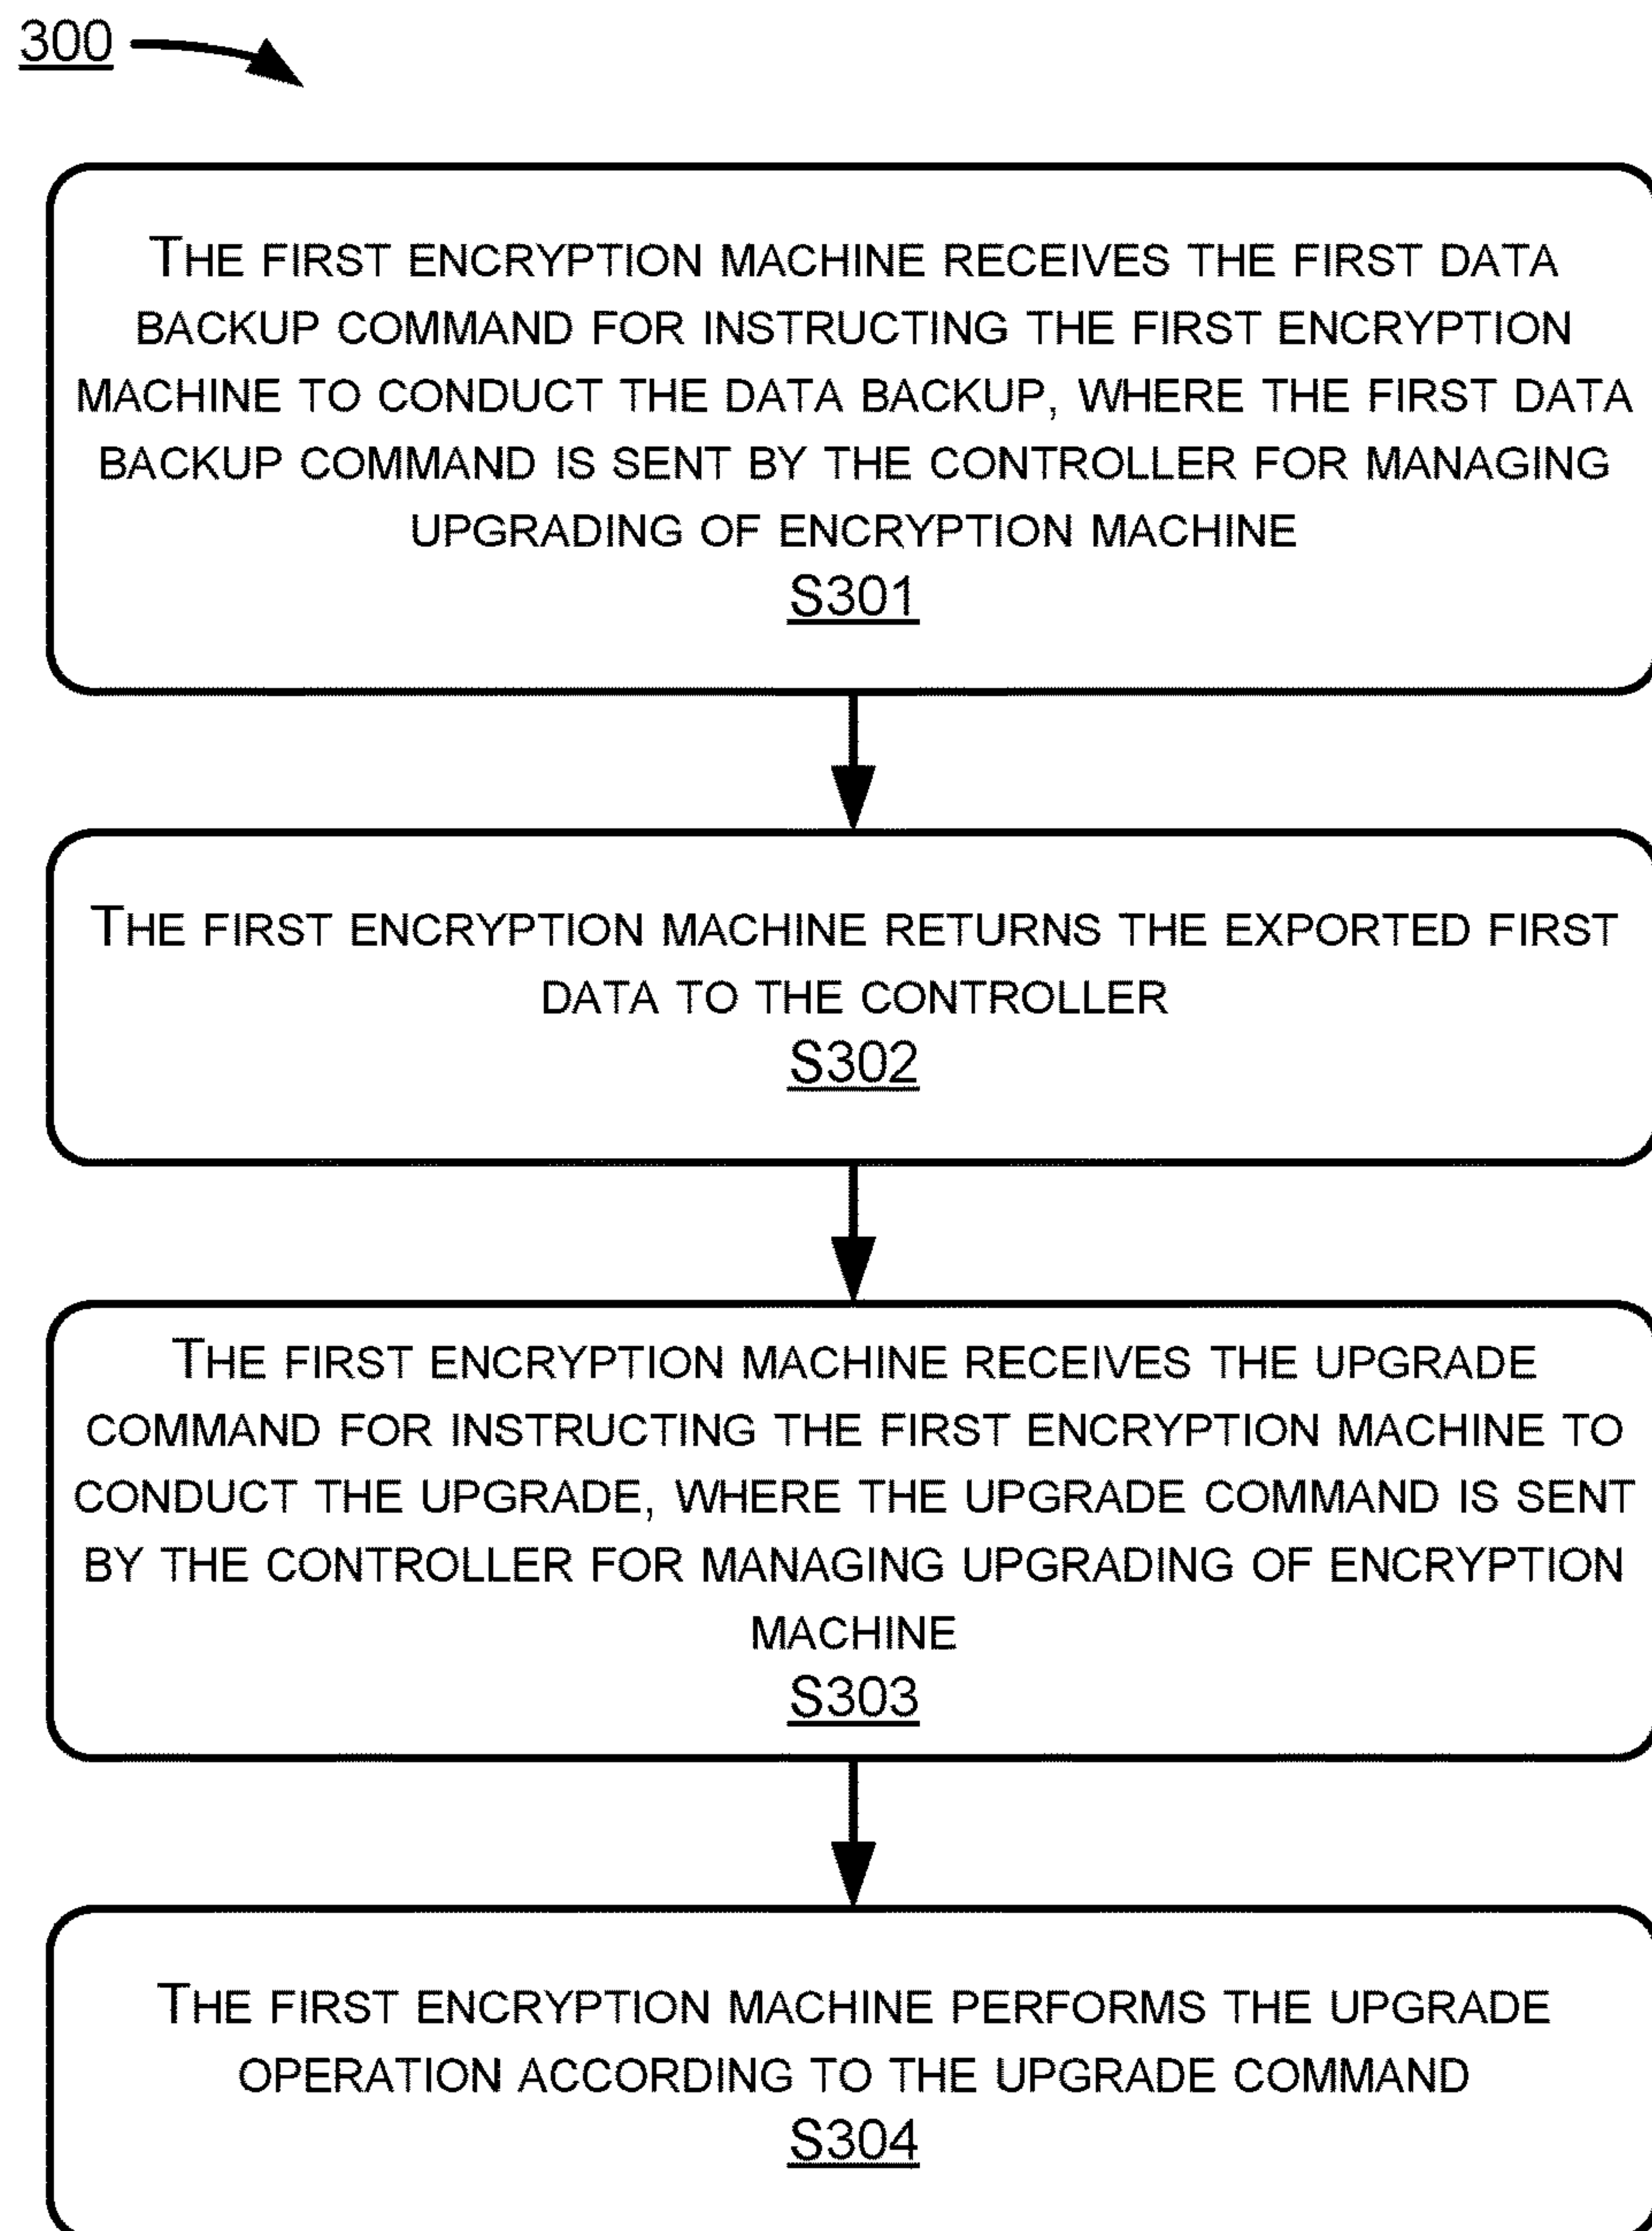 300
THE FIRST ENCRYPTION MACHINE RECEIVES THE FIRST DATA
BACKUP COMMAND FOR INSTRUCTING THE FIRST ENCRYPTION
MACHINE TO CONDUCT THE DATA BACKUP, WHERE THE FIRST DATA
BACKUP COMMAND IS SENT BY THE CONTROLLER FOR MANAGING
UPGRADING OF ENCRYPTION MACHINE
S301
THE FIRST ENCRYPTION MACHINE RETURNS THE EXPORTED FIRST
DATA TO THE CONTROLLER
S302
THE FIRST ENCRYPTION MACHINE RECEIVES THE UPGRADE
COMMAND FOR INSTRUCTING THE FIRST ENCRYPTION MACHINE TO
CONDUCT THE UPGRADE, WHERE THE UPGRADE COMMAND IS SENT
BY THE CONTROLLER FOR MANAGING UPGRADING OF ENCRYPTION
MACHINE
S303
THE FIRST ENCRYPTION MACHINE PERFORMS THE UPGRADE
OPERATION ACCORDING TO THE UPGRADE COMMAND
S304